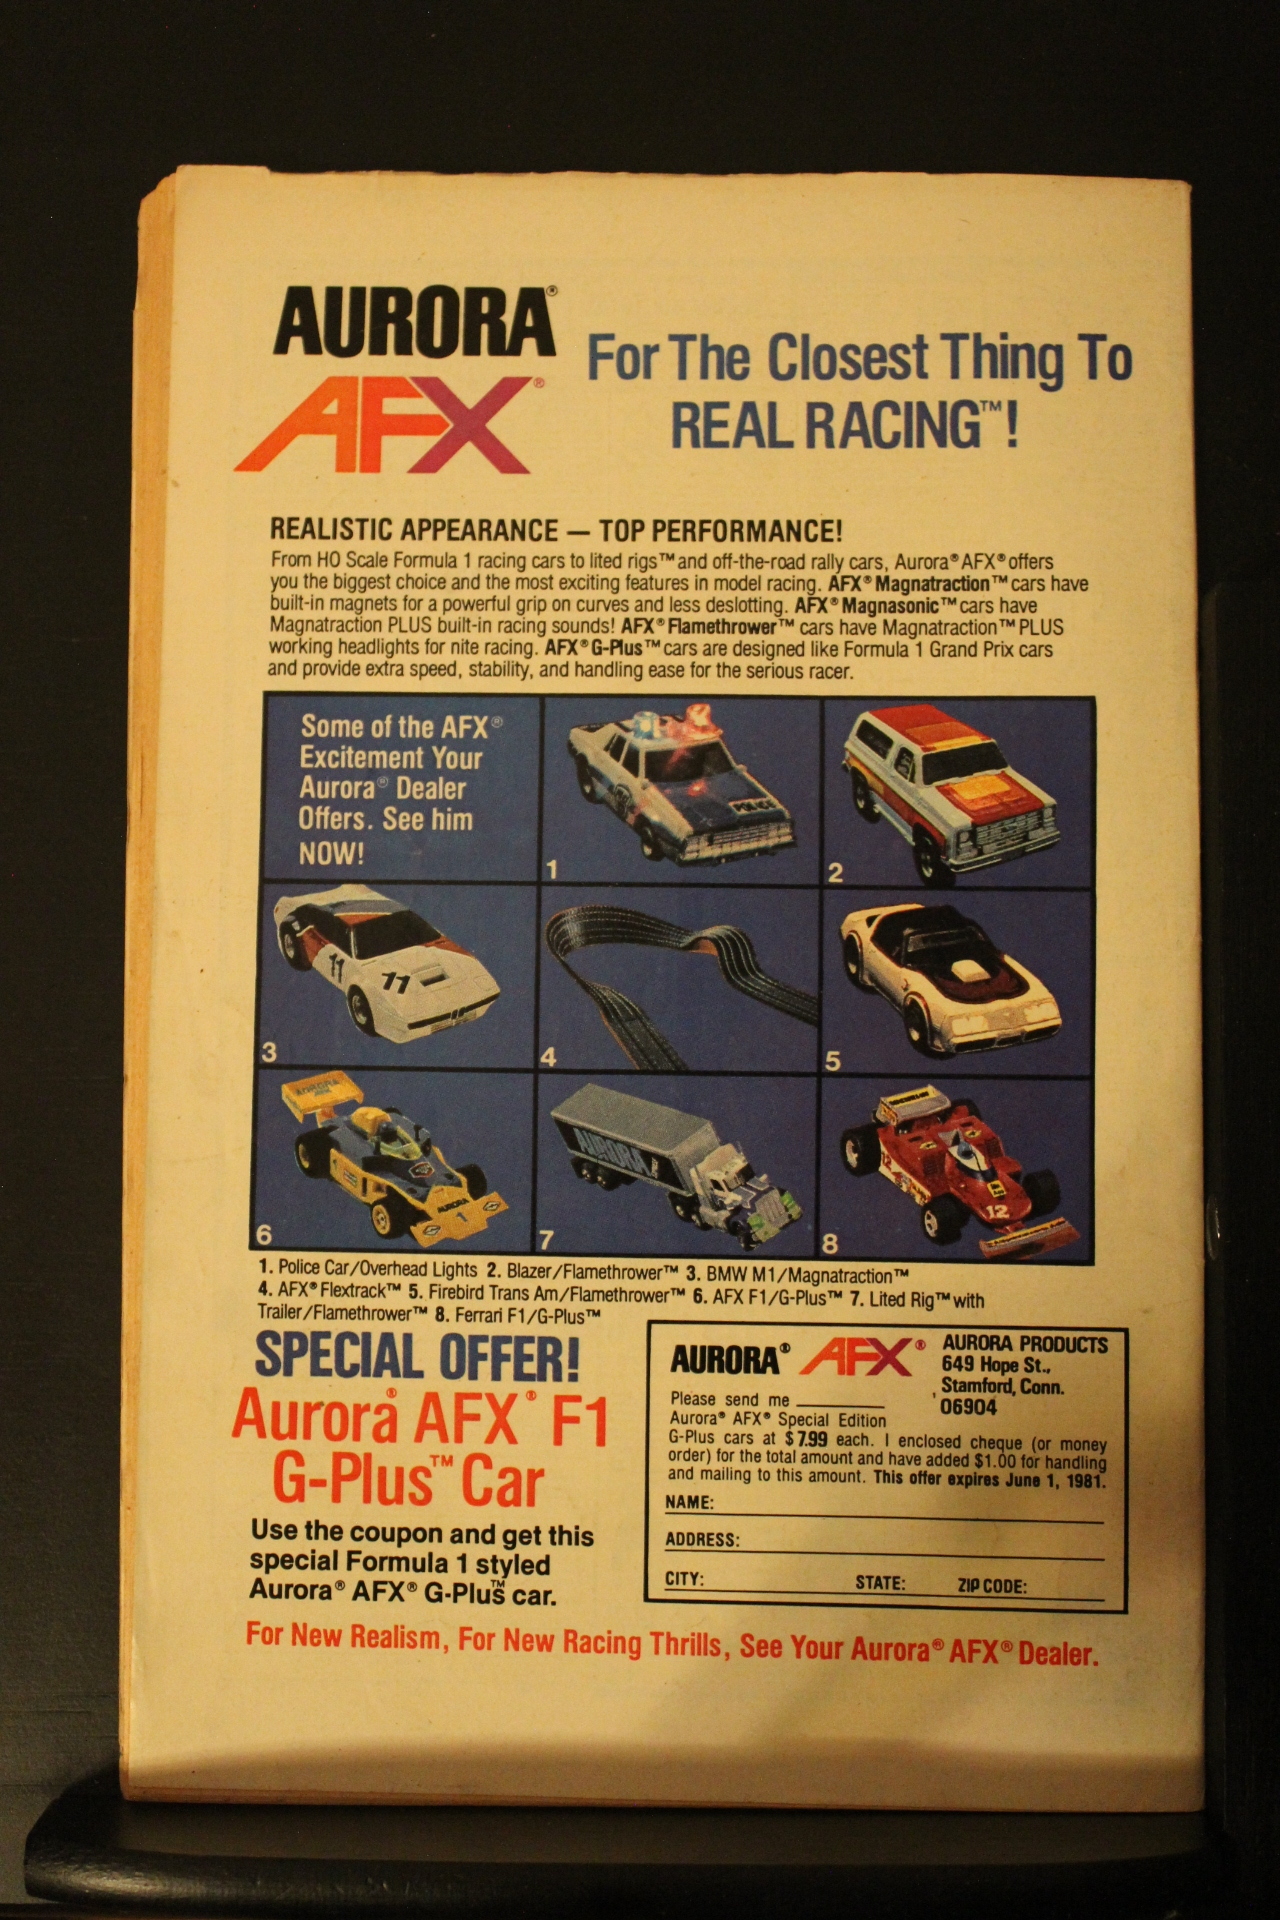 AURORA®
AFX®
For The Closest Thing To
REAL RACING™!
REALISTIC APPEARANCE — TOP PERFORMANCE!
From HO Scale Formula 1 racing cars to lited rigs™ and off-the-road rally cars, Aurora® AFX® offers
you the biggest choice and the most exciting features in model racing. AFX® Magnatraction™ cars have
built-in magnets for a powerful grip on curves and less deslotting. AFX® Magnasonic™ cars have
Magnatraction PLUS built-in racing sounds! AFX® Flamethrower™ cars have Magnatraction™ PLUS
working headlights for nite racing. AFX® G-Plus™ cars are designed like Formula 1 Grand Prix cars
and provide extra speed, stability, and handling ease for the serious racer.
Some of the AFX®
Excitement Your
Aurora® Dealer
Offers. See him
NOW!
POLICE
1
2
11
11
3
4
5
AURORA
AURORA
1
6
AURORA
7
12
12
8
1. Police Car/Overhead Lights 2. Blazer/Flamethrower™ 3. BMW M1/Magnatraction™
4. AFX® Flextrack™ 5. Firebird Trans Am/Flamethrower™ 6. AFX F1/G-Plus™ 7. Lited Rig™ with
Trailer/Flamethrower™ 8. Ferrari F1/G-Plus™
SPECIAL OFFER!
Aurora® AFX® F1
G-Plus™ Car
Use the coupon and get this
special Formula 1 styled
Aurora® AFX® G-Plus™ car.
AURORA® AFX®
AURORA PRODUCTS
649 Hope St.,
Stamford, Conn.
06904
Please send me ________
Aurora® AFX® Special Edition
G-Plus cars at $7.99 each. I enclosed cheque (or money
order) for the total amount and have added $1.00 for handling
and mailing to this amount. This offer expires June 1, 1981.
NAME:
ADDRESS:
CITY: STATE: ZIP CODE:
For New Realism, For New Racing Thrills, See Your Aurora® AFX® Dealer.